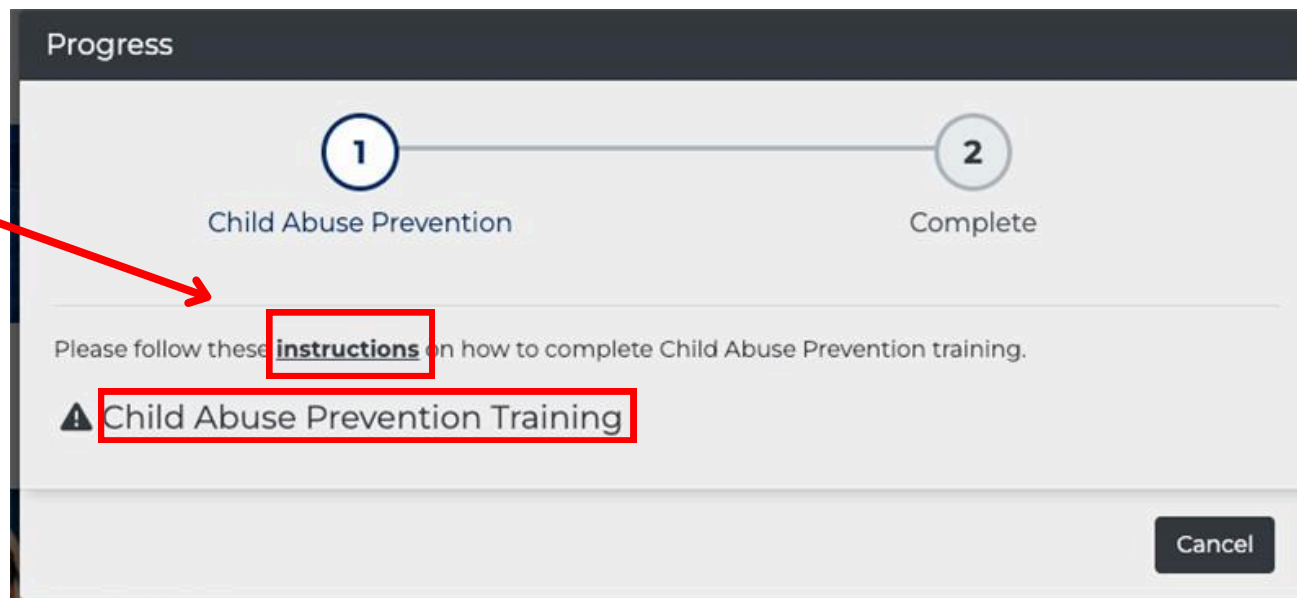 Progress
1
2
Child Abuse Prevention
Complete
Please follow these instructions on how to complete Child Abuse Prevention training.
Child Abuse Prevention Training
Cancel